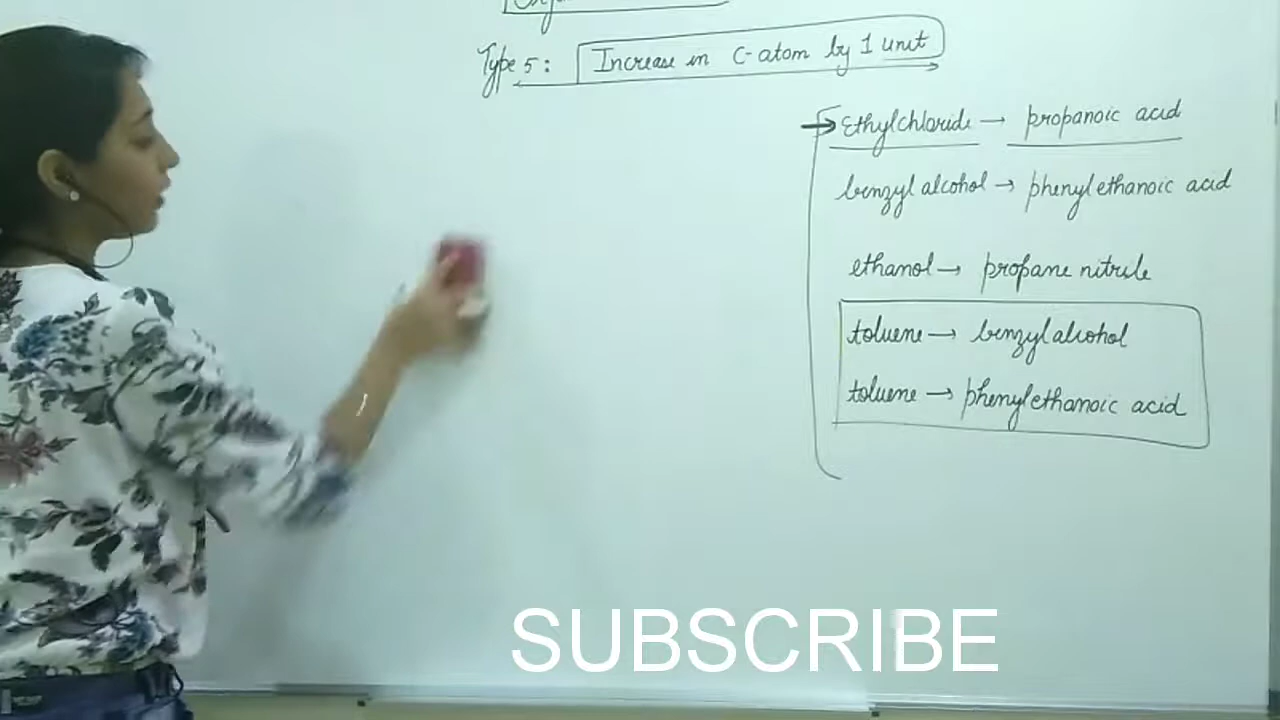 Type 5: Increase in C-atom by 1 unit
Ethylchloride → propanoic acid
benzyl alcohol → phenylethanoic acid
ethanol → propane nitrile
toluene → benzylalcohol
toluene → phenylethanoic acid
SUBSCRIBE